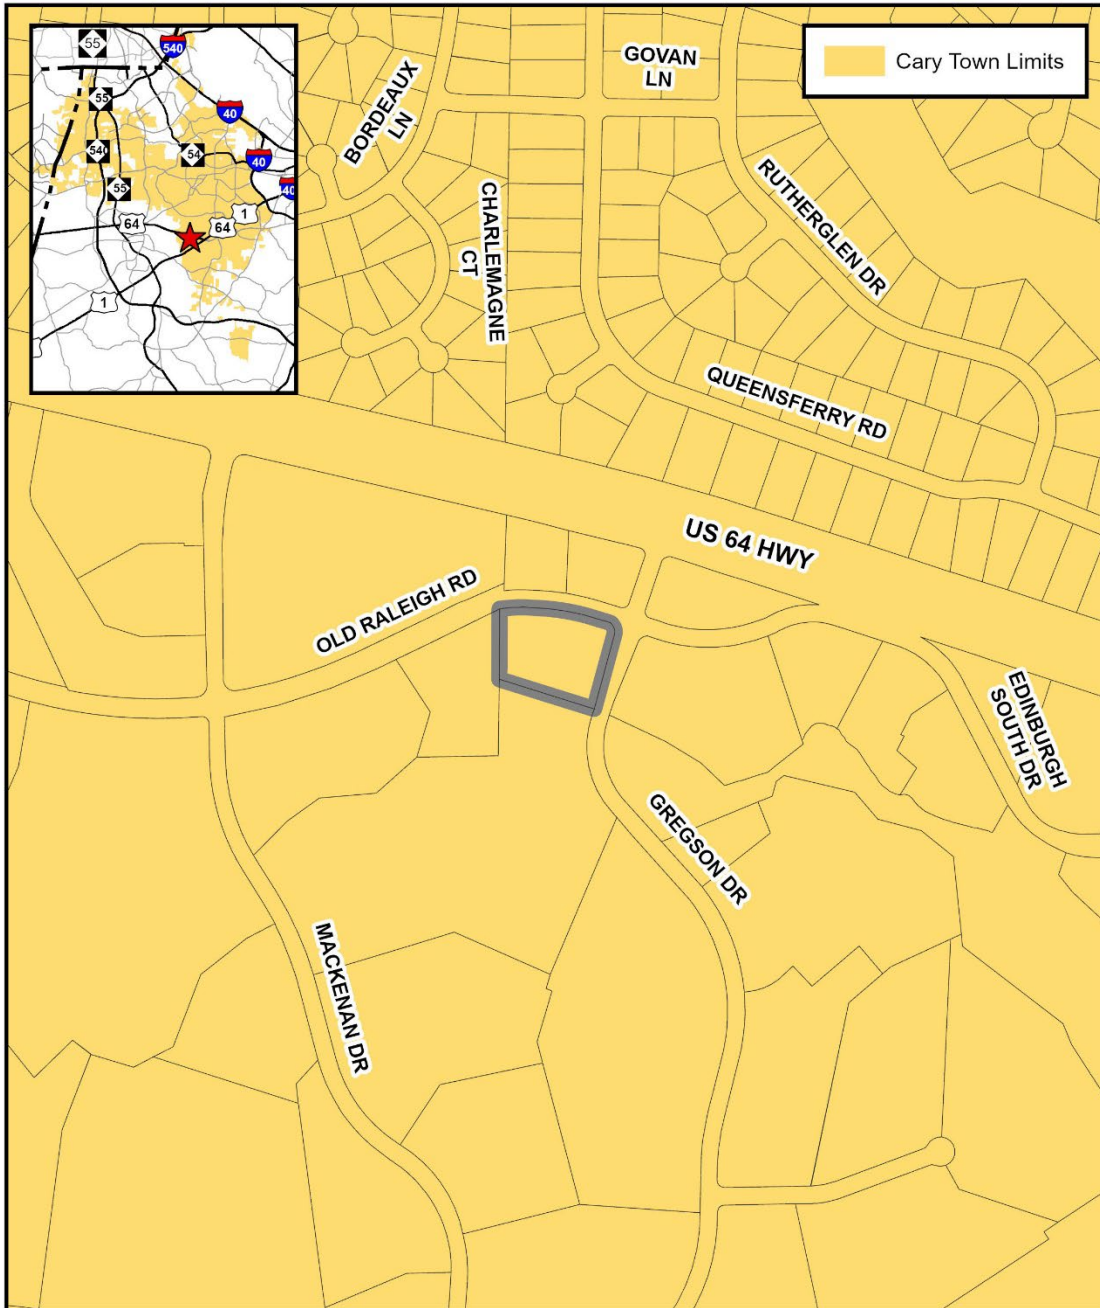 55
540
55
40
540
54
40
40
55
64
64
1
1
Cary Town Limits
GOVAN
LN
BORDEAUX
LN
CHARLEMAGNE
CT
RUTHERGLEN DR
QUEENSFERRY RD
US 64 HWY
OLD RALEIGH RD
EDINBURGH
SOUTH DR
GREGSON DR
MACKENAN DR